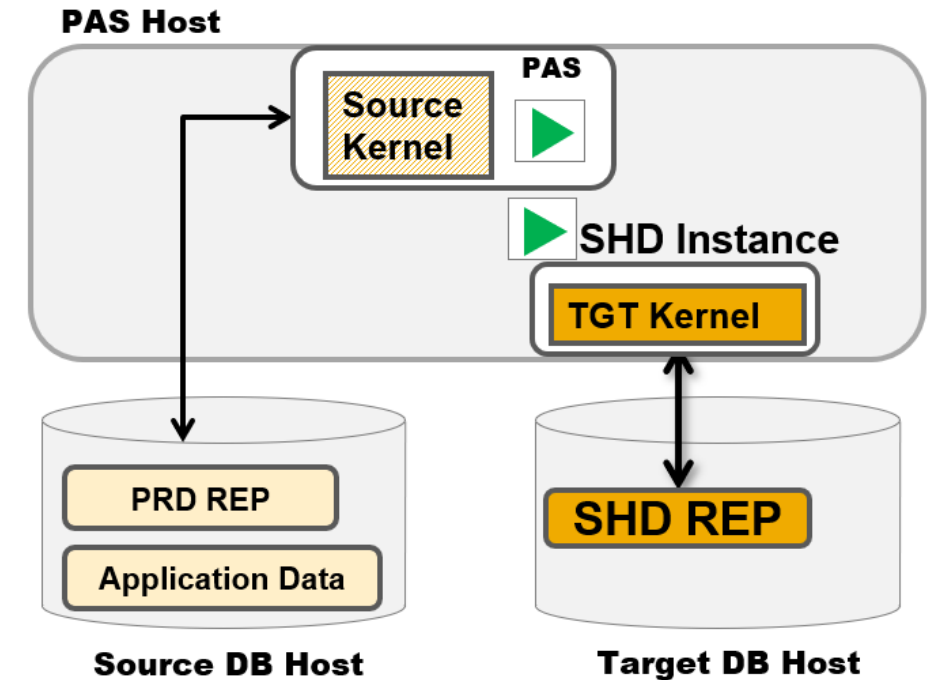 PAS Host
PAS
Source
Kernel
SHD Instance
TGT Kernel
PRD REP
Application Data
SHD REP
Source DB Host
Target DB Host